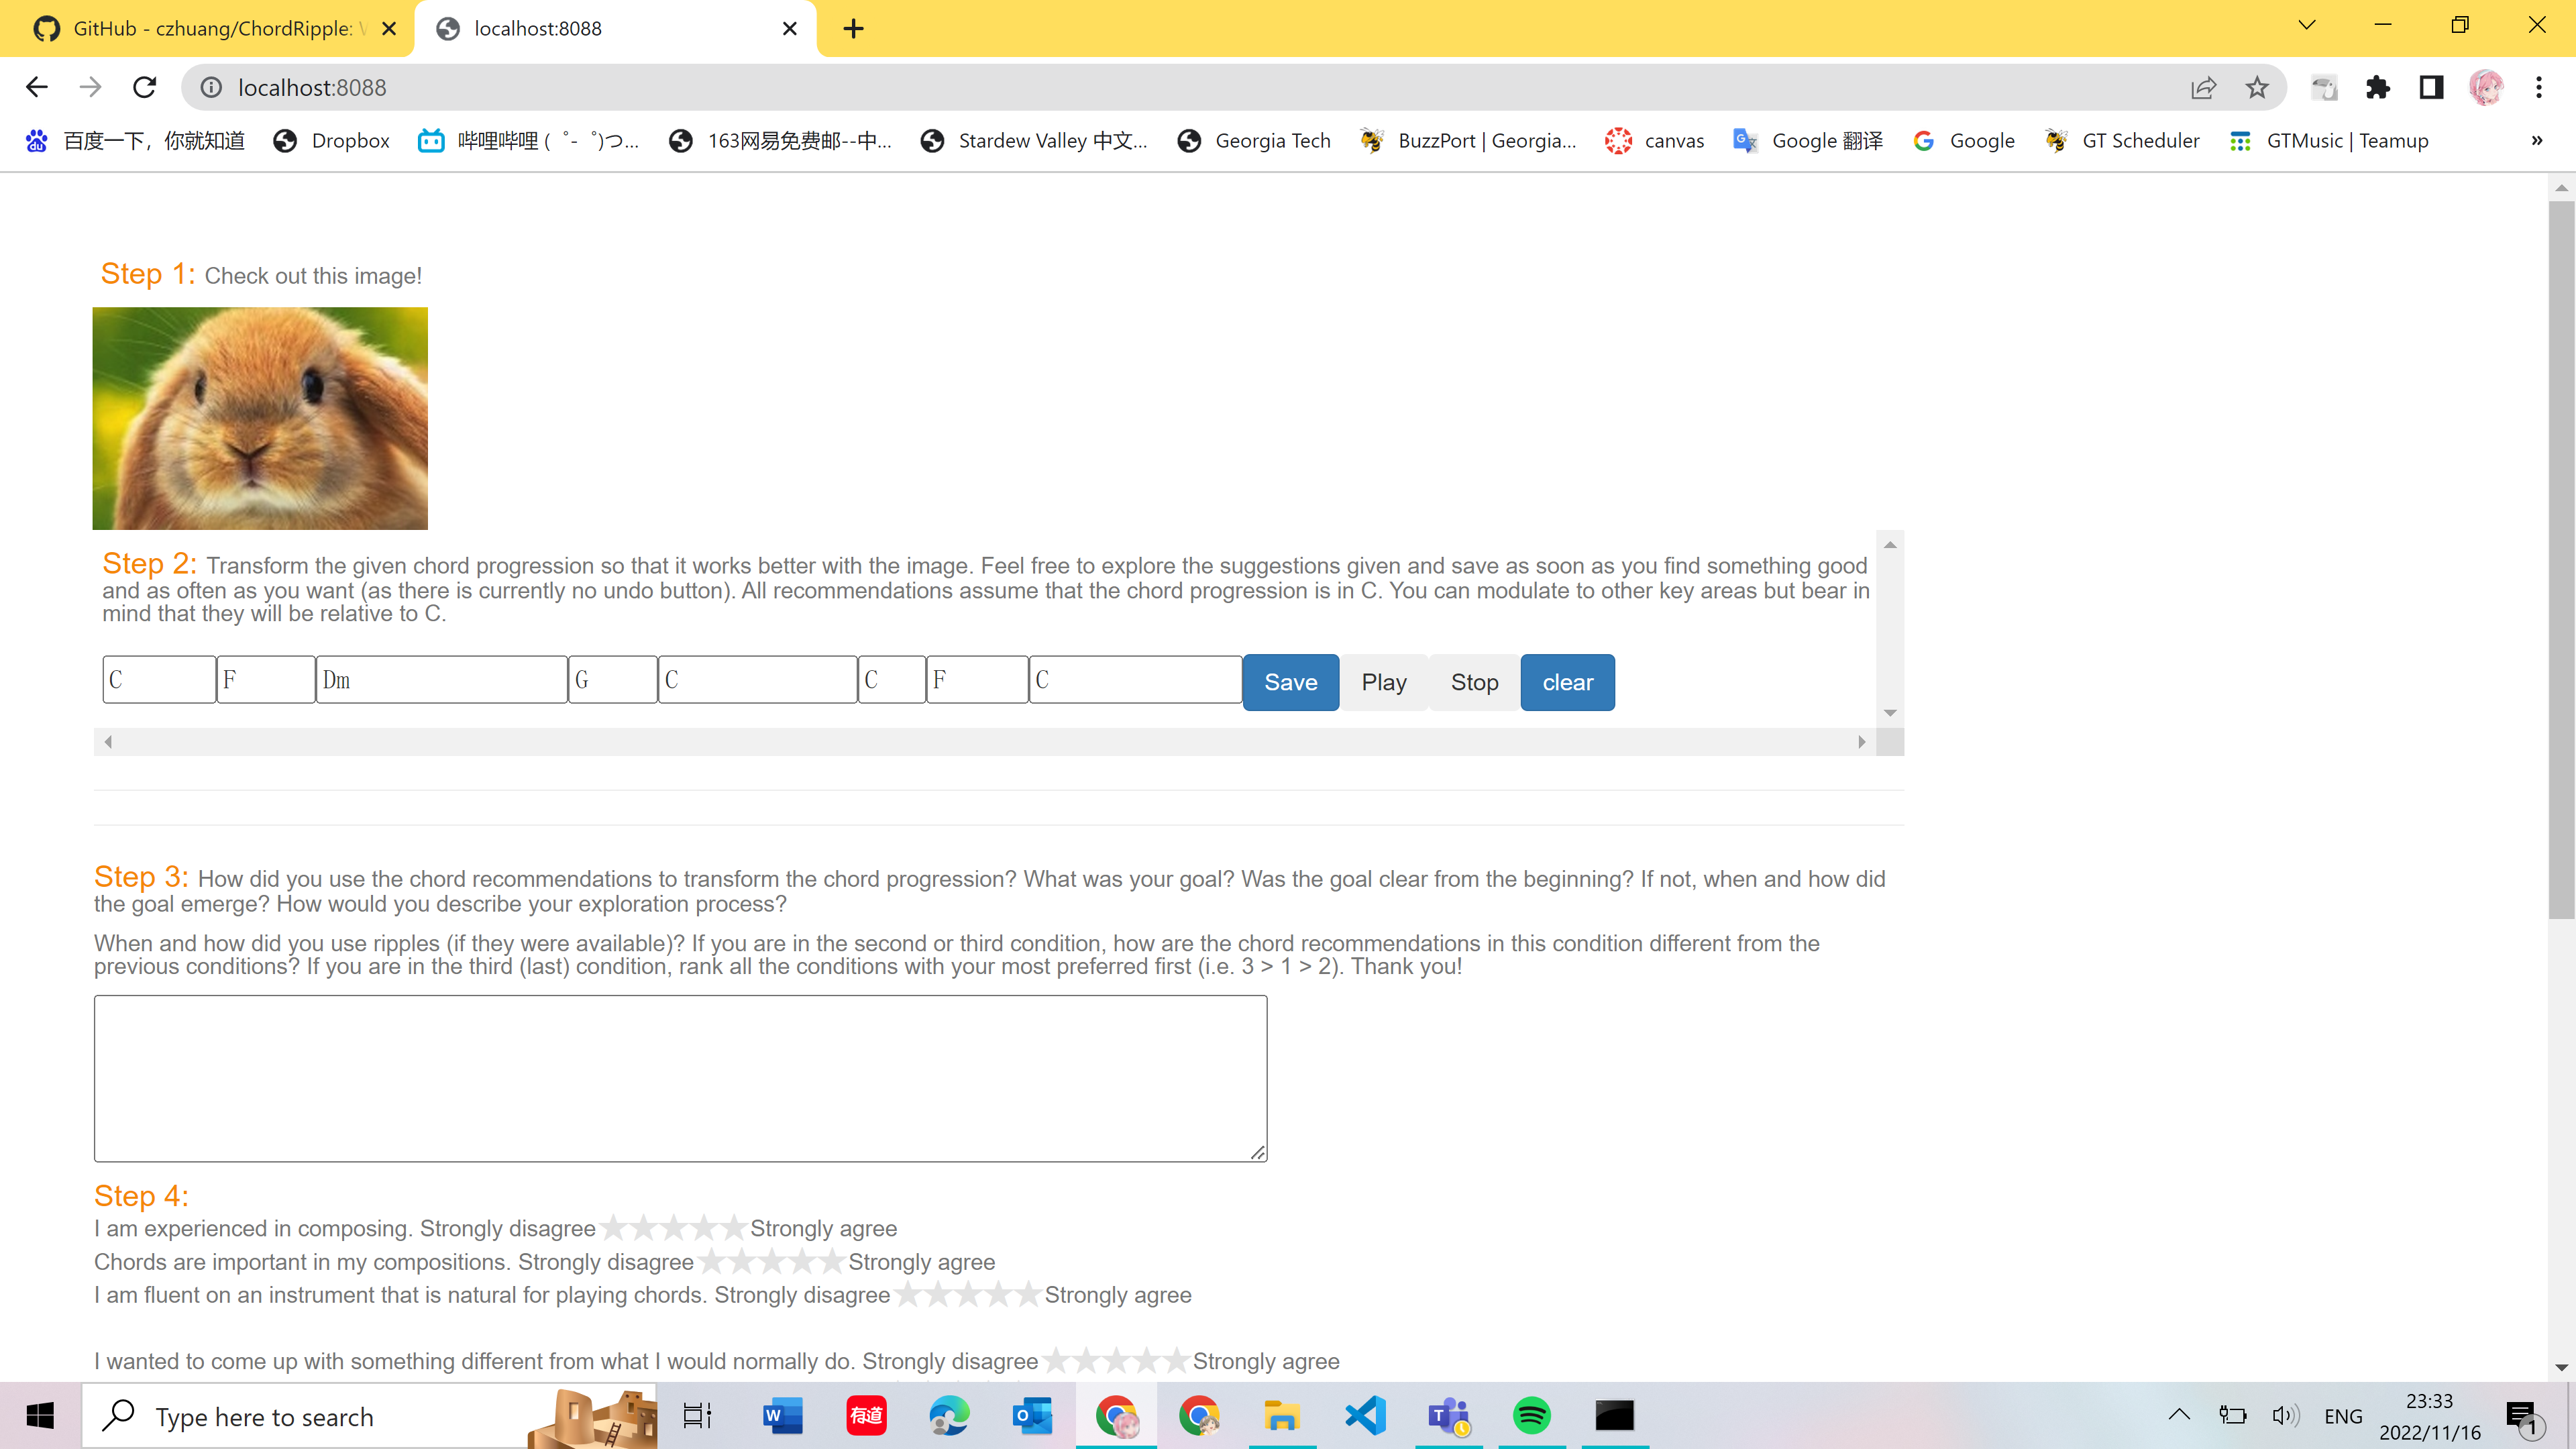 GitHub - czhuang/ChordRipple:
localhost:8088
localhost:8088
百度一下，你就知道
Dropbox
哔哩哔哩 (゜-゜)つ...
163网易免费邮--中...
Stardew Valley 中文...
Georgia Tech
BuzzPort | Georgia...
canvas
Google 翻译
Google
GT Scheduler
GTMusic | Teamup
»
Step 1: Check out this image!
Step 2: Transform the given chord progression so that it works better with the image. Feel free to explore the suggestions given and save as soon as you find something good
and as often as you want (as there is currently no undo button). All recommendations assume that the chord progression is in C. You can modulate to other key areas but bear in
mind that they will be relative to C.
C F Dm G C C F C Save Play Stop clear
Step 3: How did you use the chord recommendations to transform the chord progression? What was your goal? Was the goal clear from the beginning? If not, when and how did
the goal emerge? How would you describe your exploration process?
When and how did you use ripples (if they were available)? If you are in the second or third condition, how are the chord recommendations in this condition different from the
previous conditions? If you are in the third (last) condition, rank all the conditions with your most preferred first (i.e. 3 > 1 > 2). Thank you!
Step 4:
I am experienced in composing. Strongly disagree★★★★★Strongly agree
Chords are important in my compositions. Strongly disagree★★★★★Strongly agree
I am fluent on an instrument that is natural for playing chords. Strongly disagree★★★★★Strongly agree
I wanted to come up with something different from what I would normally do. Strongly disagree★★★★★Strongly agree
Type here to search
有道
ENG
23:33
2022/11/16
1